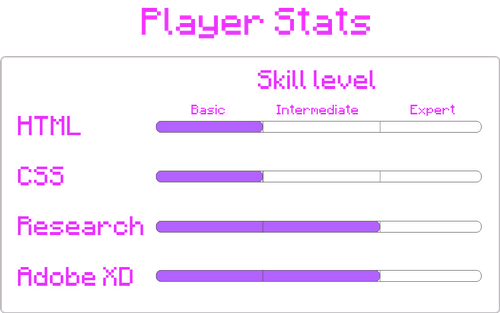 Player Stats
Skill level
Basic Intermediate Expert
HTML
CSS
Research
Adobe XD